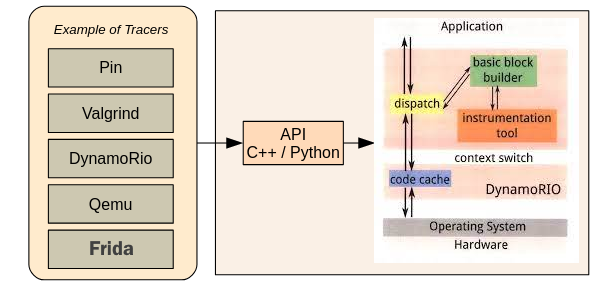 Example of Tracers
Pin
Valgrind
DynamoRio
Qemu
Frida
API
C++ / Python
Application
basic block
builder
dispatch
instrumentation
tool
context switch
code cache
DynamoRIO
Operating System
Hardware